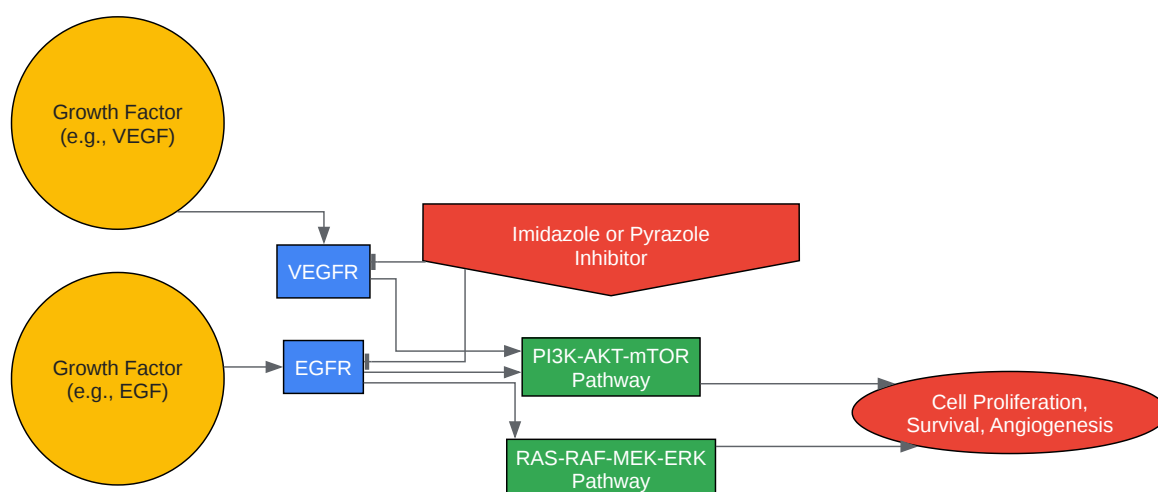 Growth Factor
(e.g., VEGF)
Imidazole or Pyrazole
Inhibitor
VEGFR
Growth Factor
(e.g., EGF)
EGFR
PI3K-AKT-mTOR
Pathway
Cell Proliferation,
Survival, Angiogenesis
RAS-RAF-MEK-ERK
Pathway